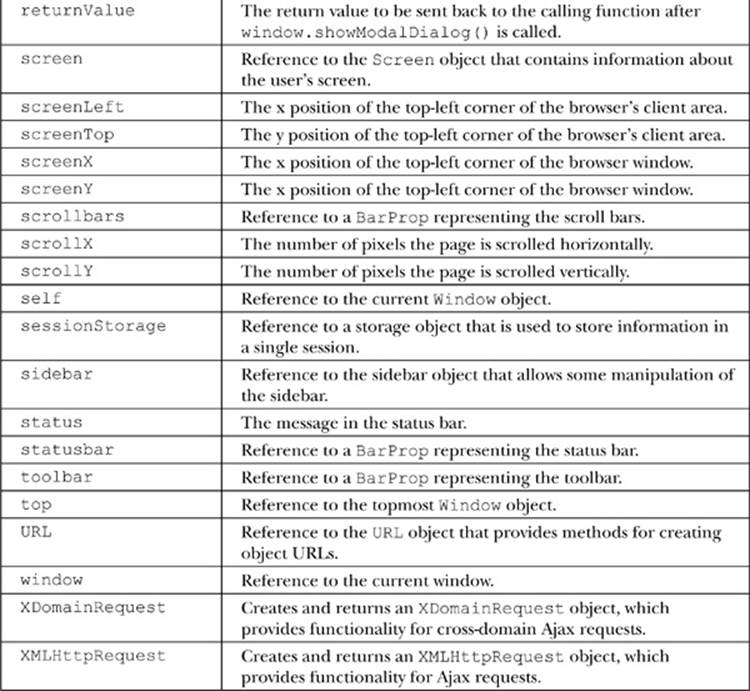 returnValue The return value to be sent back to the calling function after
window.showModalDialog() is called.
screen Reference to the Screen object that contains information about
the user's screen.
screenLeft The x position of the top-left corner of the browser's client area.
screenTop The y position of the top-left corner of the browser's client area.
screenX The x position of the top-left corner of the browser window.
screenY The x position of the top-left corner of the browser window.
scrollbars Reference to a BarProp representing the scroll bars.
scrollX The number of pixels the page is scrolled horizontally.
scrollY The number of pixels the page is scrolled vertically.
self Reference to the current Window object.
sessionStorage Reference to a storage object that is used to store information in
a single session.
sidebar Reference to the sidebar object that allows some manipulation of
the sidebar.
status The message in the status bar.
statusbar Reference to a BarProp representing the status bar.
toolbar Reference to a BarProp representing the toolbar.
top Reference to the topmost Window object.
URL Reference to the URL object that provides methods for creating
object URLs.
window Reference to the current window.
XDomainRequest Creates and returns an XDomainRequest object, which
provides functionality for cross-domain Ajax requests.
XMLHttpRequest Creates and returns an XMLHttpRequest object, which
provides functionality for Ajax requests.